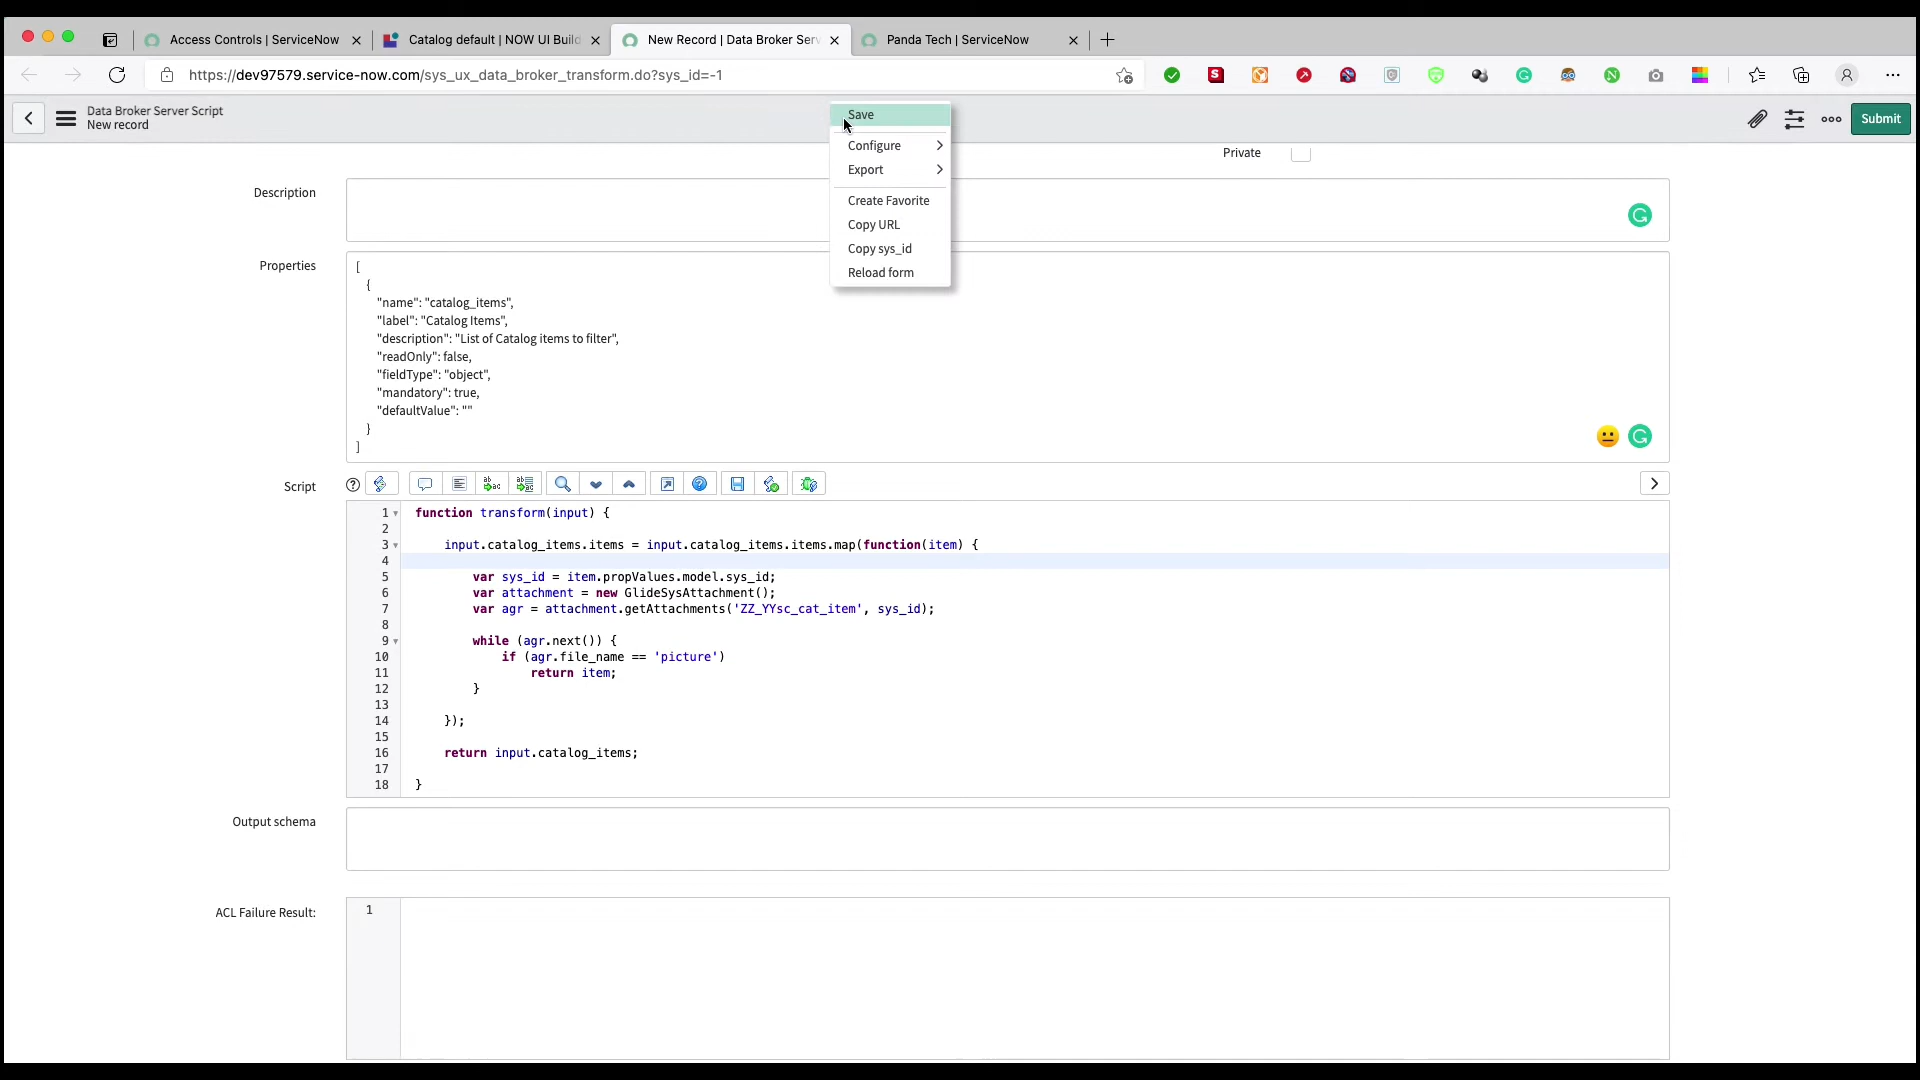 Access Controls | ServiceNow
Catalog default | NOW UI Build
New Record | Data Broker Serv
Panda Tech | ServiceNow
https://dev97579.service-now.com/sys_ux_data_broker_transform.do?sys_id=-1
Data Broker Server Script
New record
Submit
Save
Configure
Export
Create Favorite
Copy URL
Copy sys_id
Reload form
Private
Description
Properties
[
{
"name": "catalog_items",
"label": "Catalog Items",
"description": "List of Catalog items to filter",
"readOnly": false,
"fieldType": "object",
"mandatory": true,
"defaultValue": ""
}
]
Script
1 function transform(input) {
2
3 input.catalog_items.items = input.catalog_items.items.map(function(item) {
4
5 var sys_id = item.propValues.model.sys_id;
6 var attachment = new GlideSysAttachment();
7 var agr = attachment.getAttachments('ZZ_YYsc_cat_item', sys_id);
8
9 while (agr.next()) {
10 if (agr.file_name == 'picture')
11 return item;
12 }
13
14 });
15
16 return input.catalog_items;
17
18 }
Output schema
ACL Failure Result:
1